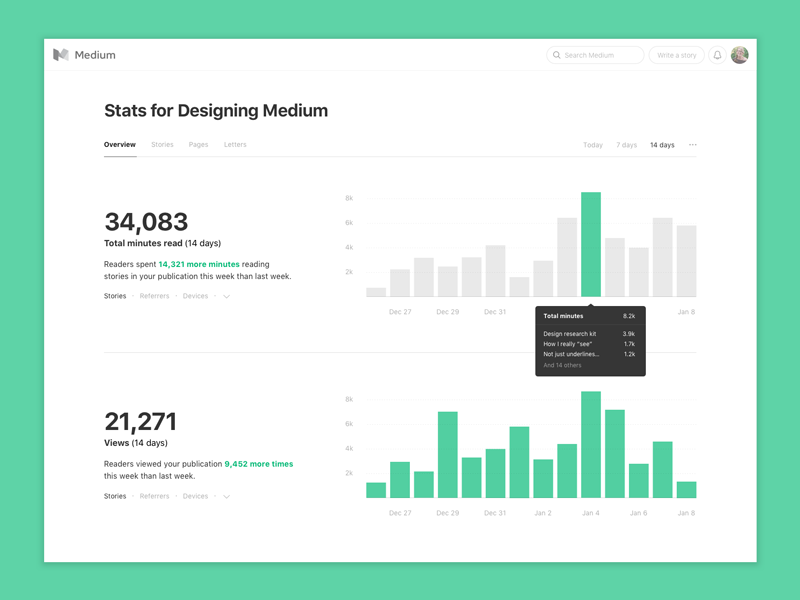 Medium
Search Medium
Write a story
Stats for Designing Medium
Overview Stories Pages Letters
Today 7 days 14 days ...
34,083
Total minutes read (14 days)
Readers spent 14,321 more minutes reading
stories in your publication this week than last week.
Stories · Referrers · Devices ·
8k
6k
4k
2k
Dec 27 Dec 29 Dec 31 Jan 8
Total minutes 8.2k
Design research kit 3.9k
How I really "see" 1.7k
Not just underlines... 1.2k
And 14 others
21,271
Views (14 days)
Readers viewed your publication 9,452 more times
this week than last week.
Stories · Referrers · Devices ·
8k
6k
4k
2k
Dec 27 Dec 29 Dec 31 Jan 2 Jan 4 Jan 6 Jan 8